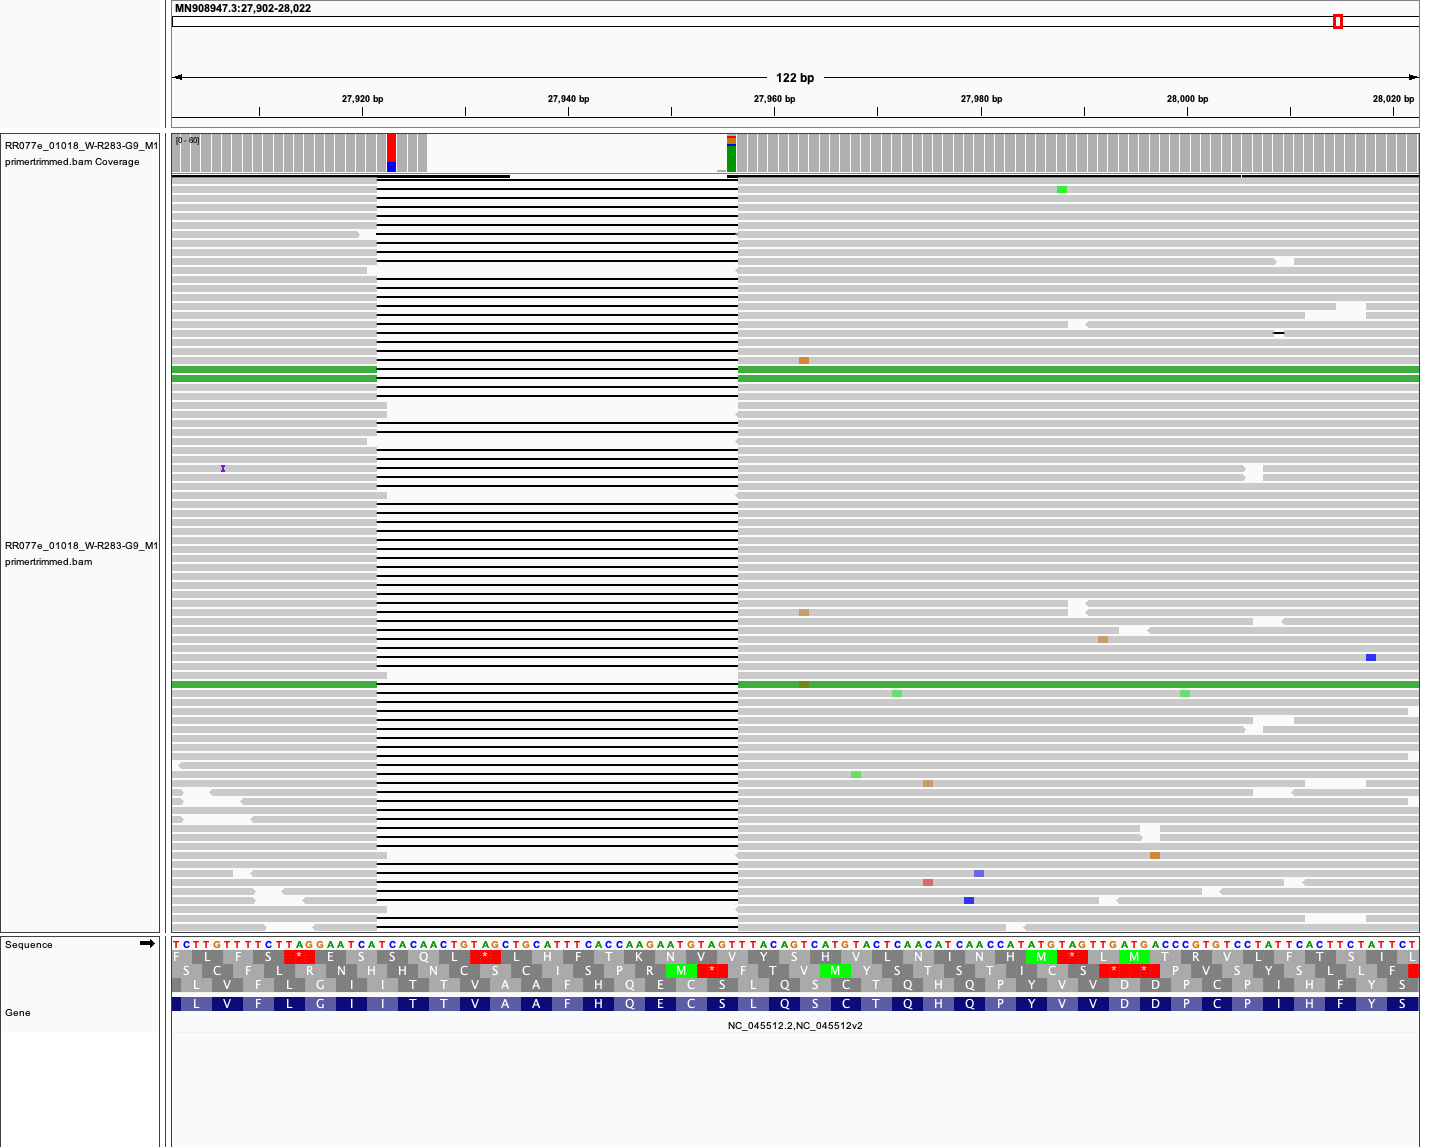 MN908947.3:27,902-28,022
122 bp
27,920 bp 27,940 bp 27,960 bp 27,980 bp 28,000 bp 28,020 bp
RR077e_01018_W-R283-G9_M1
primertrimmed.bam Coverage
[0 - 60]
RR077e_01018_W-R283-G9_M1
primertrimmed.bam
Sequence
TCTTGTTTTCTTAGGAATCATCACAACTGTAGCTGCATTTCACCAAGAATGTAGTTTACAGTCATGTACTCAACATCAACCATATGTAGTTGATGACCCGTGTCCTATTCACTTCTATTCT
F L F S * E S S Q L * L H F T K N V V Y S H V L N I N H M * L M T R V L F T S I L
S C F L R N H H N C S C I S P R M * F T V M Y S T S T I C S * * P V S Y S L L F
L V F L G I I T T V A A F H Q E C S L Q S C T Q H Q P Y V V D D P C P I H F Y S
Gene
L V F L G I I T T V A A F H Q E C S L Q S C T Q H Q P Y V V D D P C P I H F Y S
NC_045512.2,NC_045512v2